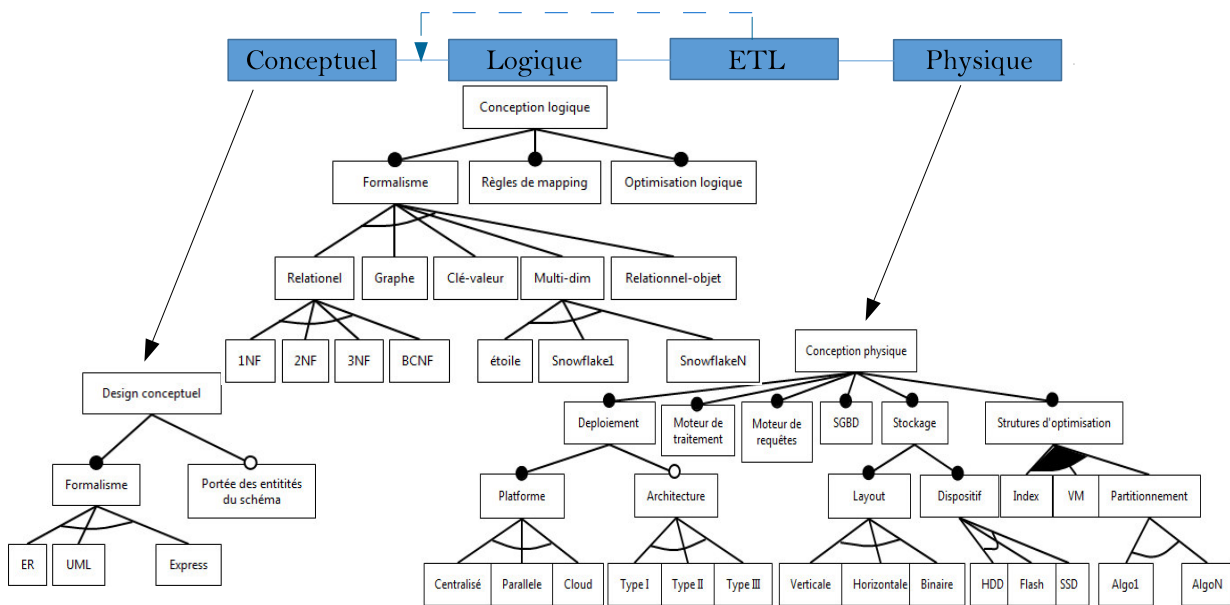 Conceptuel
Logique
ETL
Physique
Conception logique
Formalisme
Règles de mapping
Optimisation logique
Relationel
Graphe
Clé-valeur
Multi-dim
Relationnel-objet
1NF
2NF
3NF
BCNF
étoile
Snowflake1
SnowflakeN
Conception physique
Design conceptuel
Deploiement
Moteur de
traitement
Moteur de
requêtes
SGBD
Stockage
Strutures d'optimisation
Formalisme
Portée des entitités
du schéma
Platforme
Architecture
Layout
Dispositif
Index
VM
Partitionnement
ER
UML
Express
Centralisé
Parallele
Cloud
Type I
Type II
Type III
Verticale
Horizontale
Binaire
HDD
Flash
SSD
Algo1
AlgoN